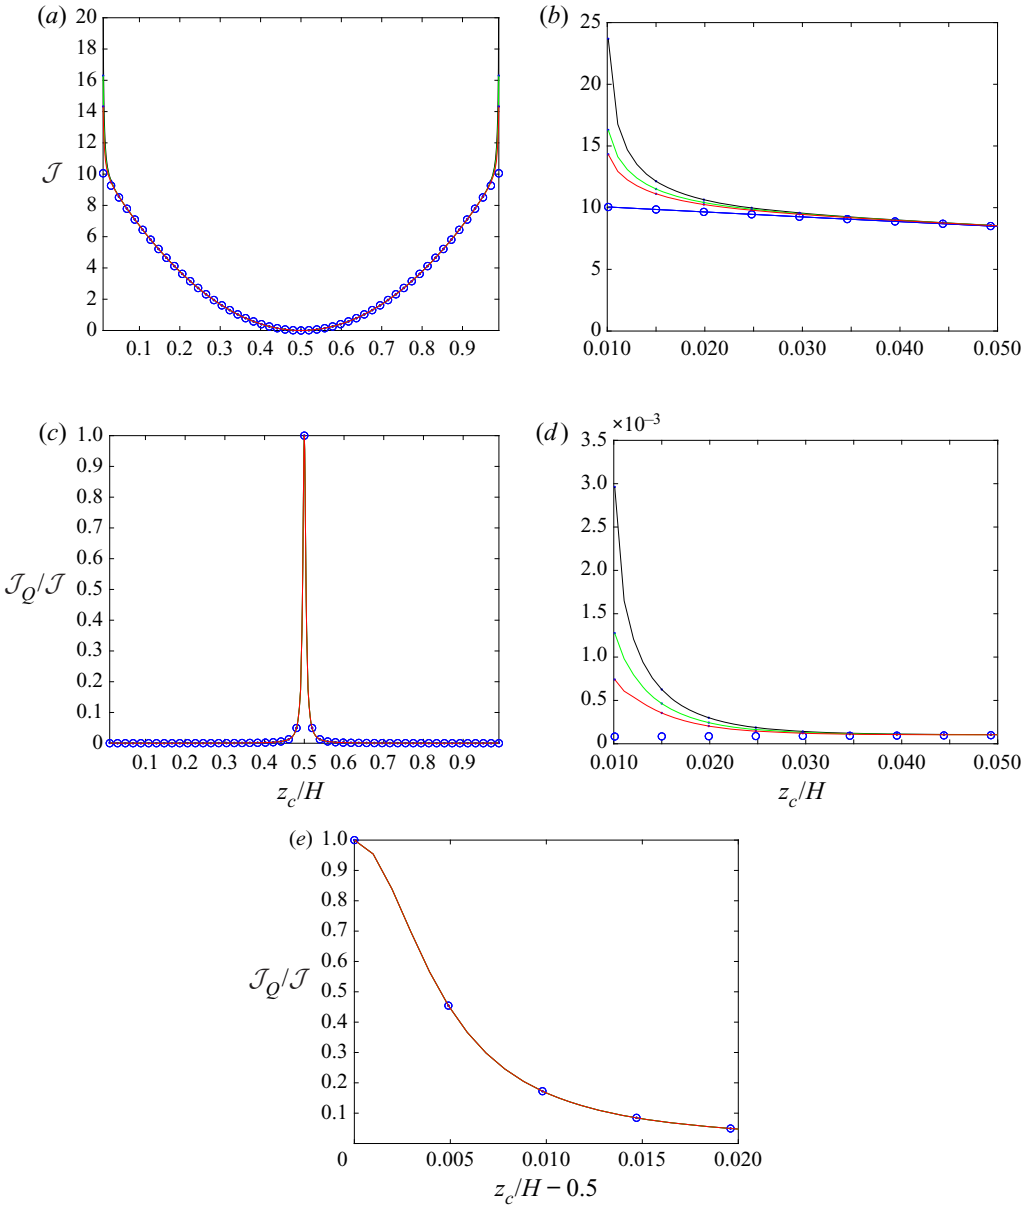 (a)
20
18
16
14
12
10
8
6
4
2
0
𝒥
0.1 0.2 0.3 0.4 0.5 0.6 0.7 0.8 0.9
(b)
25
20
15
10
5
0
0.010 0.020 0.030 0.040 0.050
(c)
1.0
0.9
0.8
0.7
0.6
0.5
0.4
0.3
0.2
0.1
0
𝒥_Q/𝒥
0.1 0.2 0.3 0.4 0.5 0.6 0.7 0.8 0.9
z_c/H
(d)
×10⁻³
3.5
3.0
2.5
2.0
1.5
1.0
0.5
0
0.010 0.020 0.030 0.040 0.050
z_c/H
(e)
1.0
0.9
0.8
0.7
0.6
0.5
0.4
0.3
0.2
0.1
𝒥_Q/𝒥
0 0.005 0.010 0.015 0.020
z_c/H − 0.5